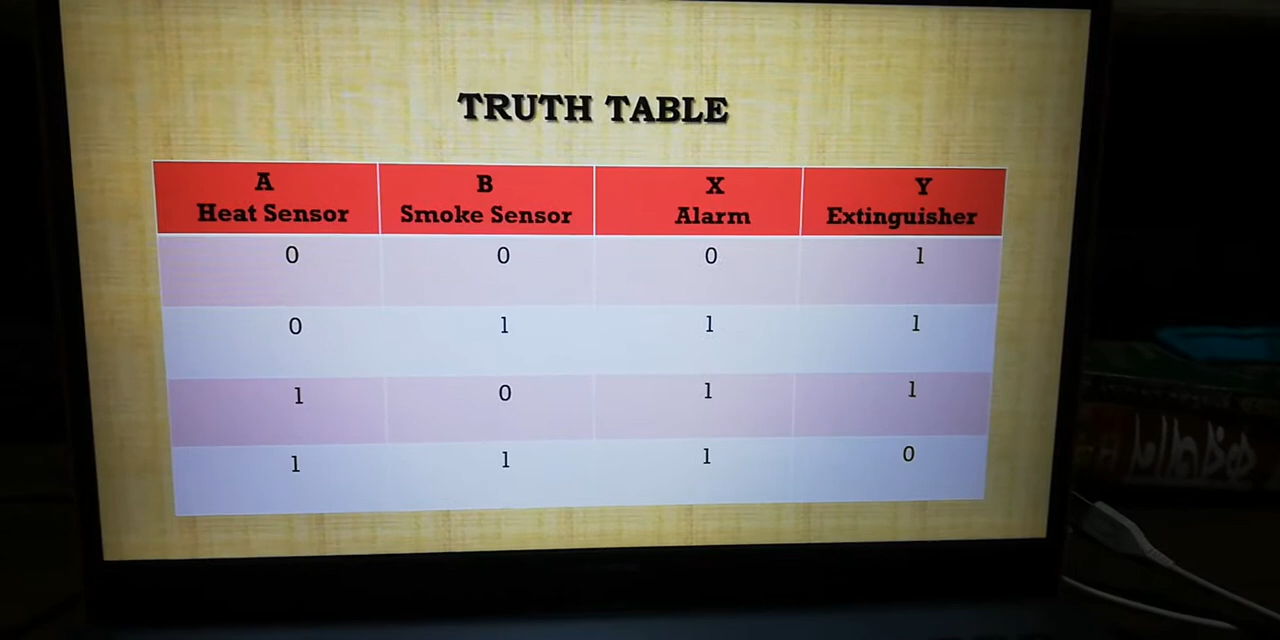 TRUTH TABLE
A B X Y
Heat Sensor Smoke Sensor Alarm Extinguisher
0 0 0 1
0 1 1 1
1 0 1 1
1 1 1 0